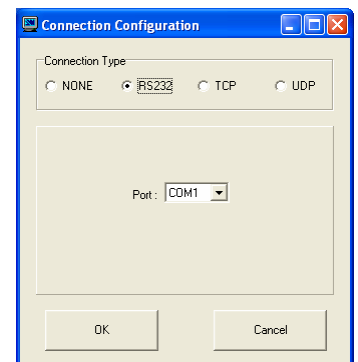 Connection Configuration
Connection Type
NONE RS232 TCP UDP
Port : COM1
OK Cancel